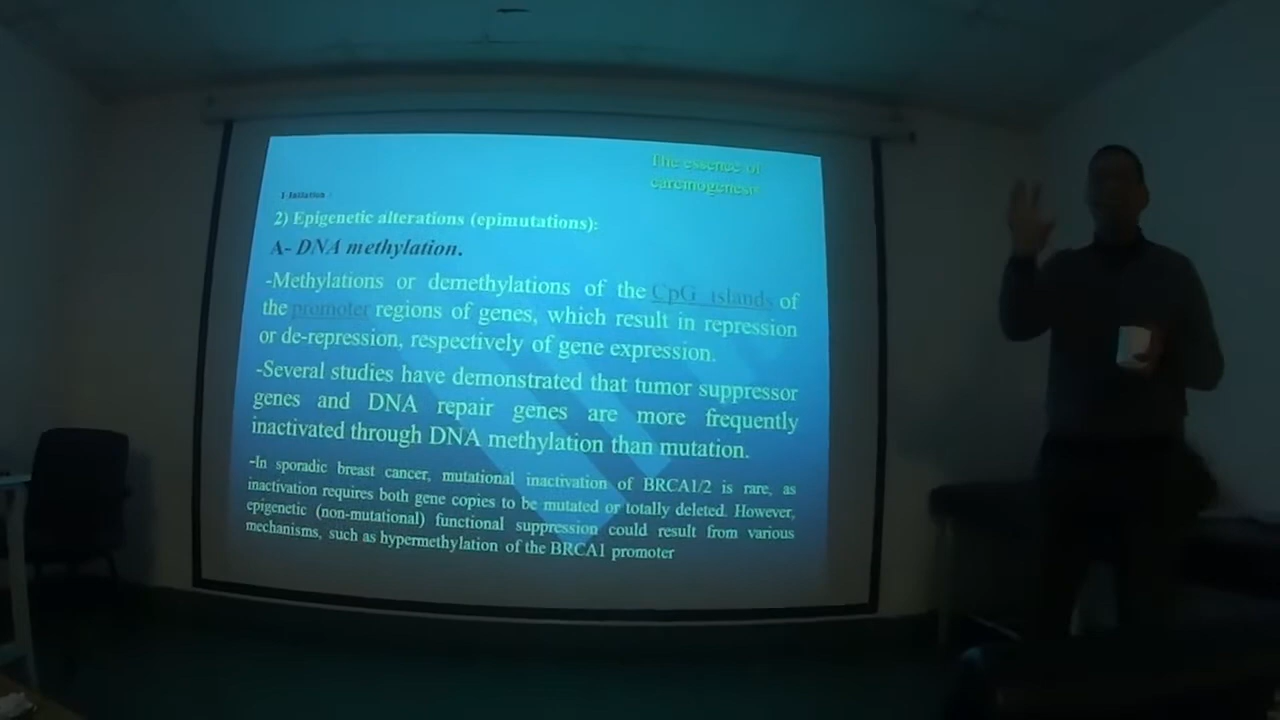 The essence of
carcinogenesis
1-Initiation :
2) Epigenetic alterations (epimutations):
A- DNA methylation.
-Methylations or demethylations of the CpG islands of
the promoter regions of genes, which result in repression
or de-repression, respectively of gene expression.
-Several studies have demonstrated that tumor suppressor
genes and DNA repair genes are more frequently
inactivated through DNA methylation than mutation.
-In sporadic breast cancer, mutational inactivation of BRCA1/2 is rare, as
inactivation requires both gene copies to be mutated or totally deleted. However,
epigenetic (non-mutational) functional suppression could result from various
mechanisms, such as hypermethylation of the BRCA1 promoter